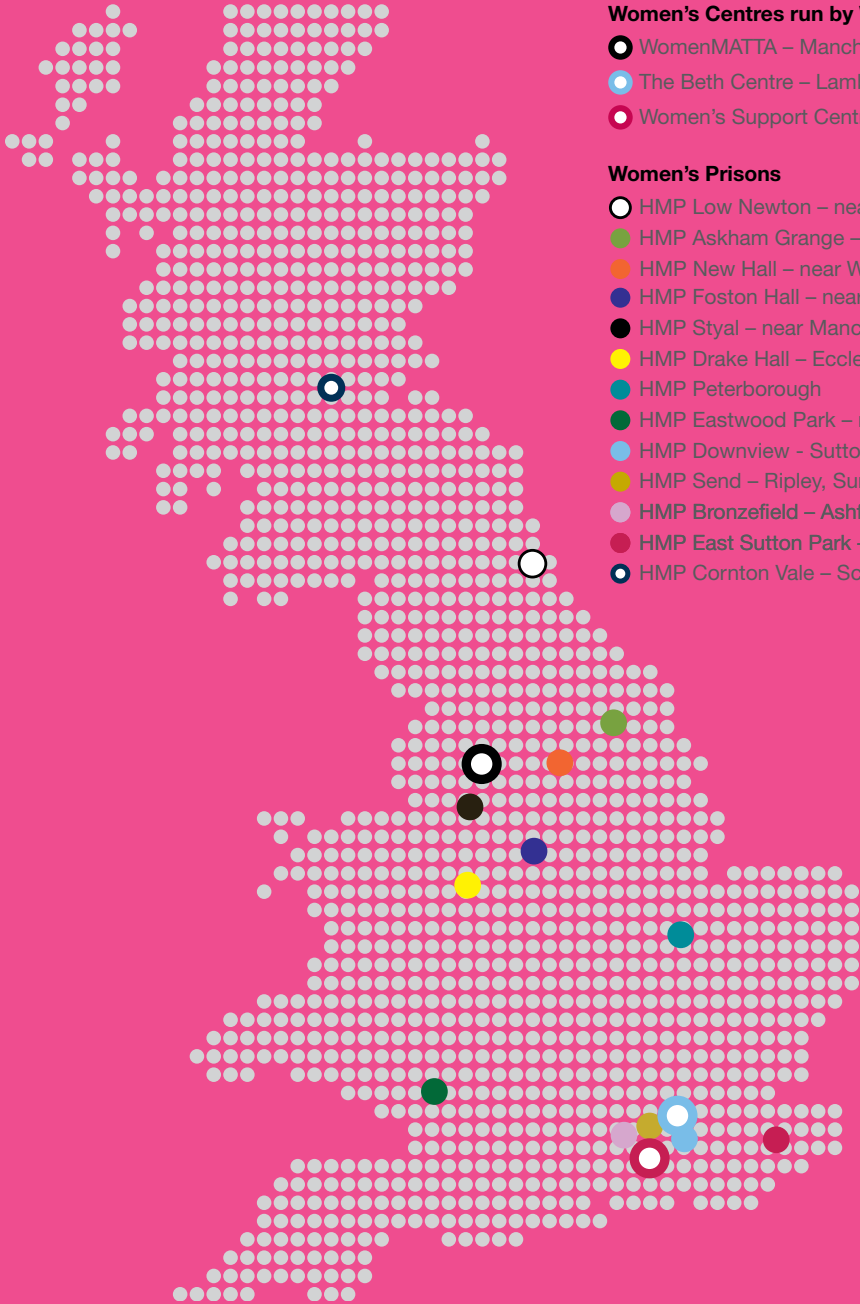 Women's Centres run by
WomenMATTA – Manch
The Beth Centre – Lam
Women's Support Cent
Women's Prisons
HMP Low Newton – nea
HMP Askham Grange –
HMP New Hall – near W
HMP Foston Hall – near
HMP Styal – near Manc
HMP Drake Hall – Eccle
HMP Peterborough
HMP Eastwood Park –
HMP Downview - Sutto
HMP Send – Ripley, Su
HMP Bronzefield – Ashf
HMP East Sutton Park –
HMP Cornton Vale – Sc